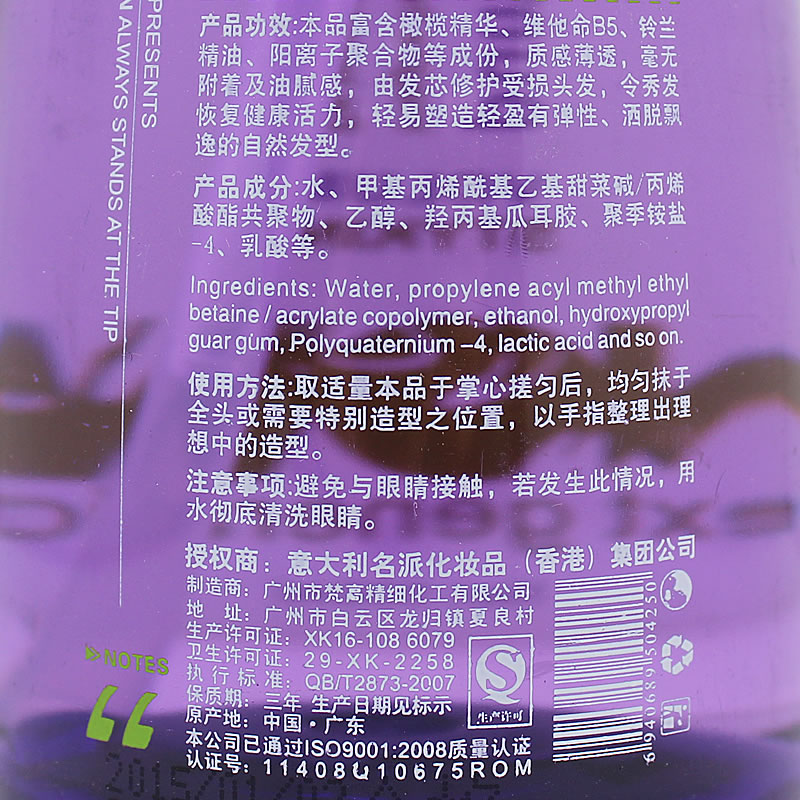 产品功效:本品富含橄榄精华、维他命B5、铃兰
精油、阳离子聚合物等成份，质感薄透，毫无
附着及油腻感，由发芯修护受损头发，令秀发
恢复健康活力，轻易塑造轻盈有弹性、洒脱飘
逸的自然发型。
产品成分:水、甲基丙烯酰基乙基甜菜碱/丙烯
酸酯共聚物、乙醇、羟丙基瓜耳胶、聚季铵盐
-4、乳酸等。
Ingredients: Water, propylene acyl methyl ethyl
betaine / acrylate copolymer, ethanol, hydroxypropyl
guar gum, Polyquaternium –4, lactic acid and so on.
使用方法:取适量本品于掌心搓匀后，均匀抹于
全头或需要特别造型之位置，以手指整理出理
想中的造型。
注意事项:避免与眼睛接触，若发生此情况，用
水彻底清洗眼睛。
授权商：意大利名派化妆品（香港）集团公司
制造商：广州市梵高精细化工有限公司
地 址：广州市白云区龙归镇夏良村
生产许可证：XK16-108 6079
卫生许可证：29-XK-2258
执行标准：QB/T2873-2007
保质期：三年 生产日期见标示
原产地：中国·广东
本公司已通过ISO9001:2008质量认证
认证号：11408Q10675ROM
生产许可
6940689504250
PRESENTS
N ALWAYS STANDS AT THE TIP
NOTES